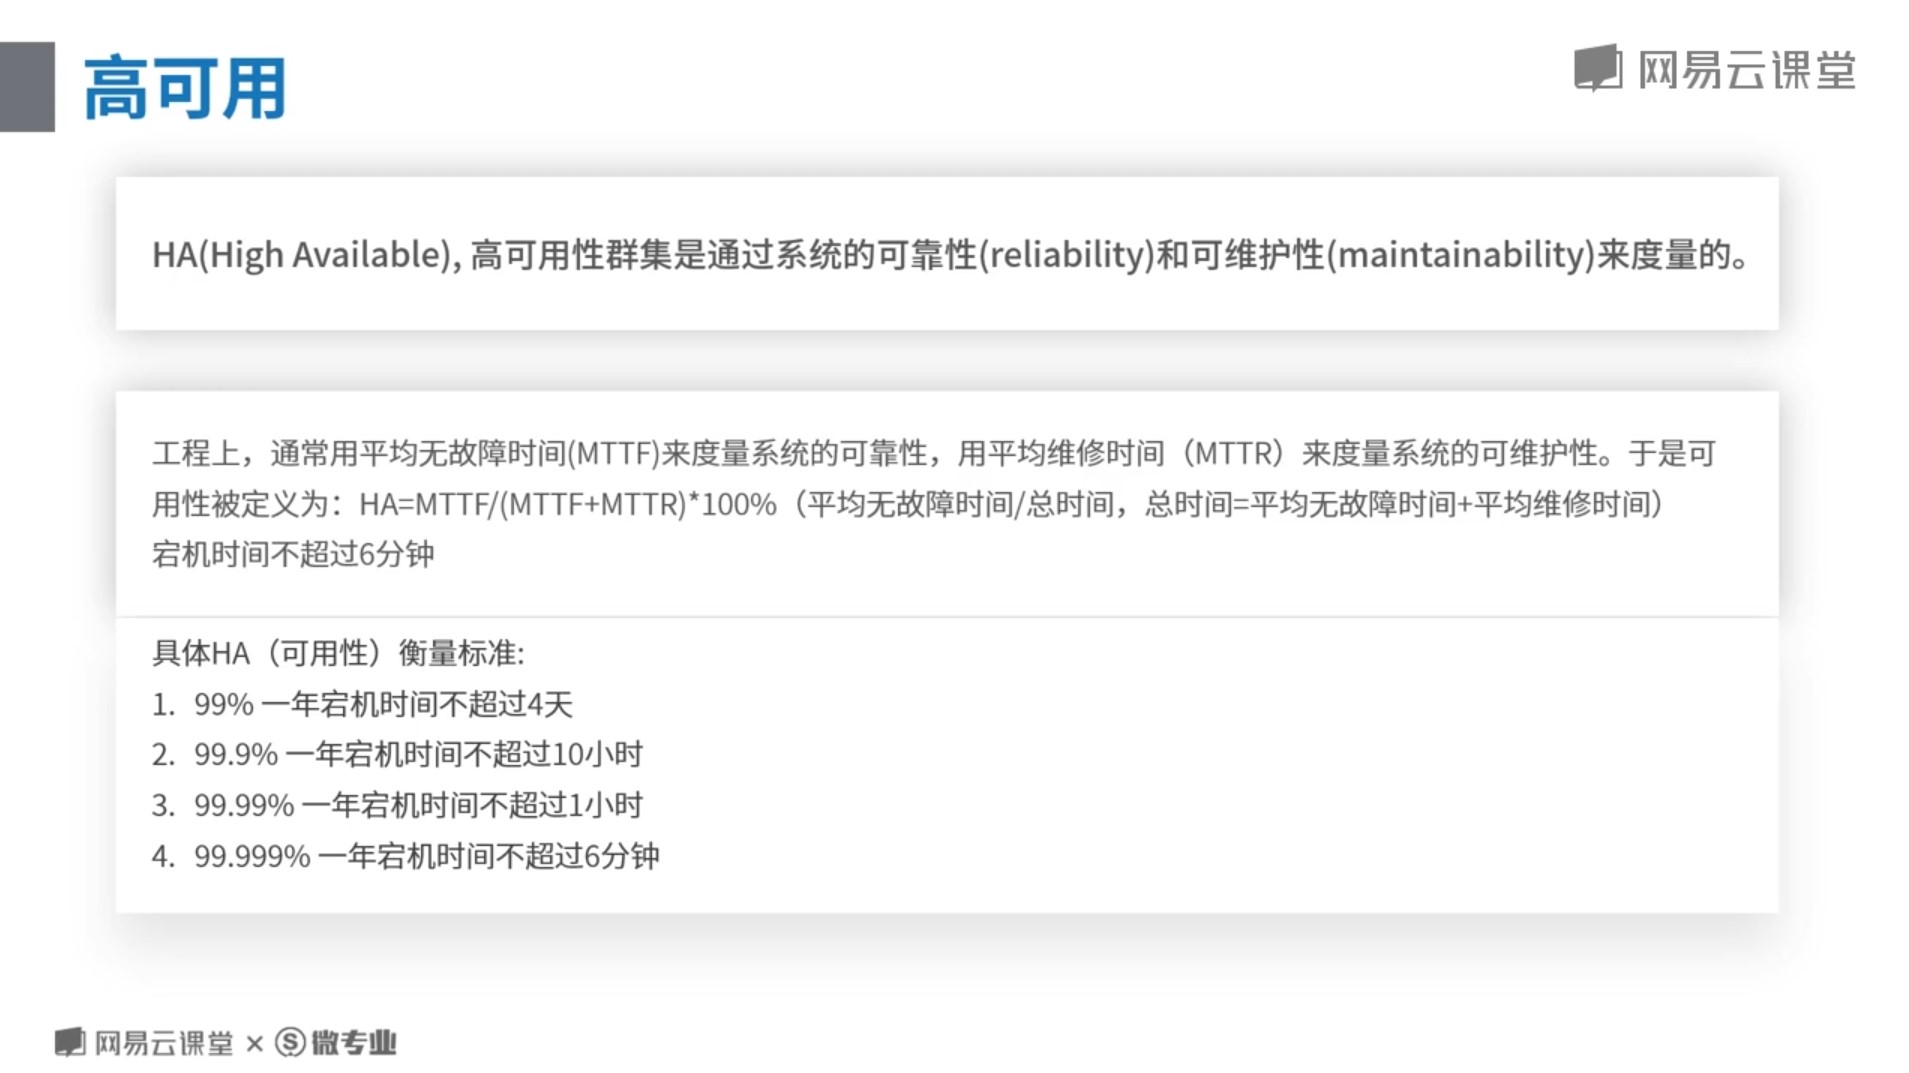 高可用
网易云课堂
HA(High Available), 高可用性群集是通过系统的可靠性(reliability)和可维护性(maintainability)来度量的。
工程上，通常用平均无故障时间(MTTF)来度量系统的可靠性，用平均维修时间（MTTR）来度量系统的可维护性。于是可
用性被定义为：HA=MTTF/(MTTF+MTTR)*100%（平均无故障时间/总时间，总时间=平均无故障时间+平均维修时间）
宕机时间不超过6分钟
具体HA（可用性）衡量标准:
1. 99% 一年宕机时间不超过4天
2. 99.9% 一年宕机时间不超过10小时
3. 99.99% 一年宕机时间不超过1小时
4. 99.999% 一年宕机时间不超过6分钟
网易云课堂 × S 微专业